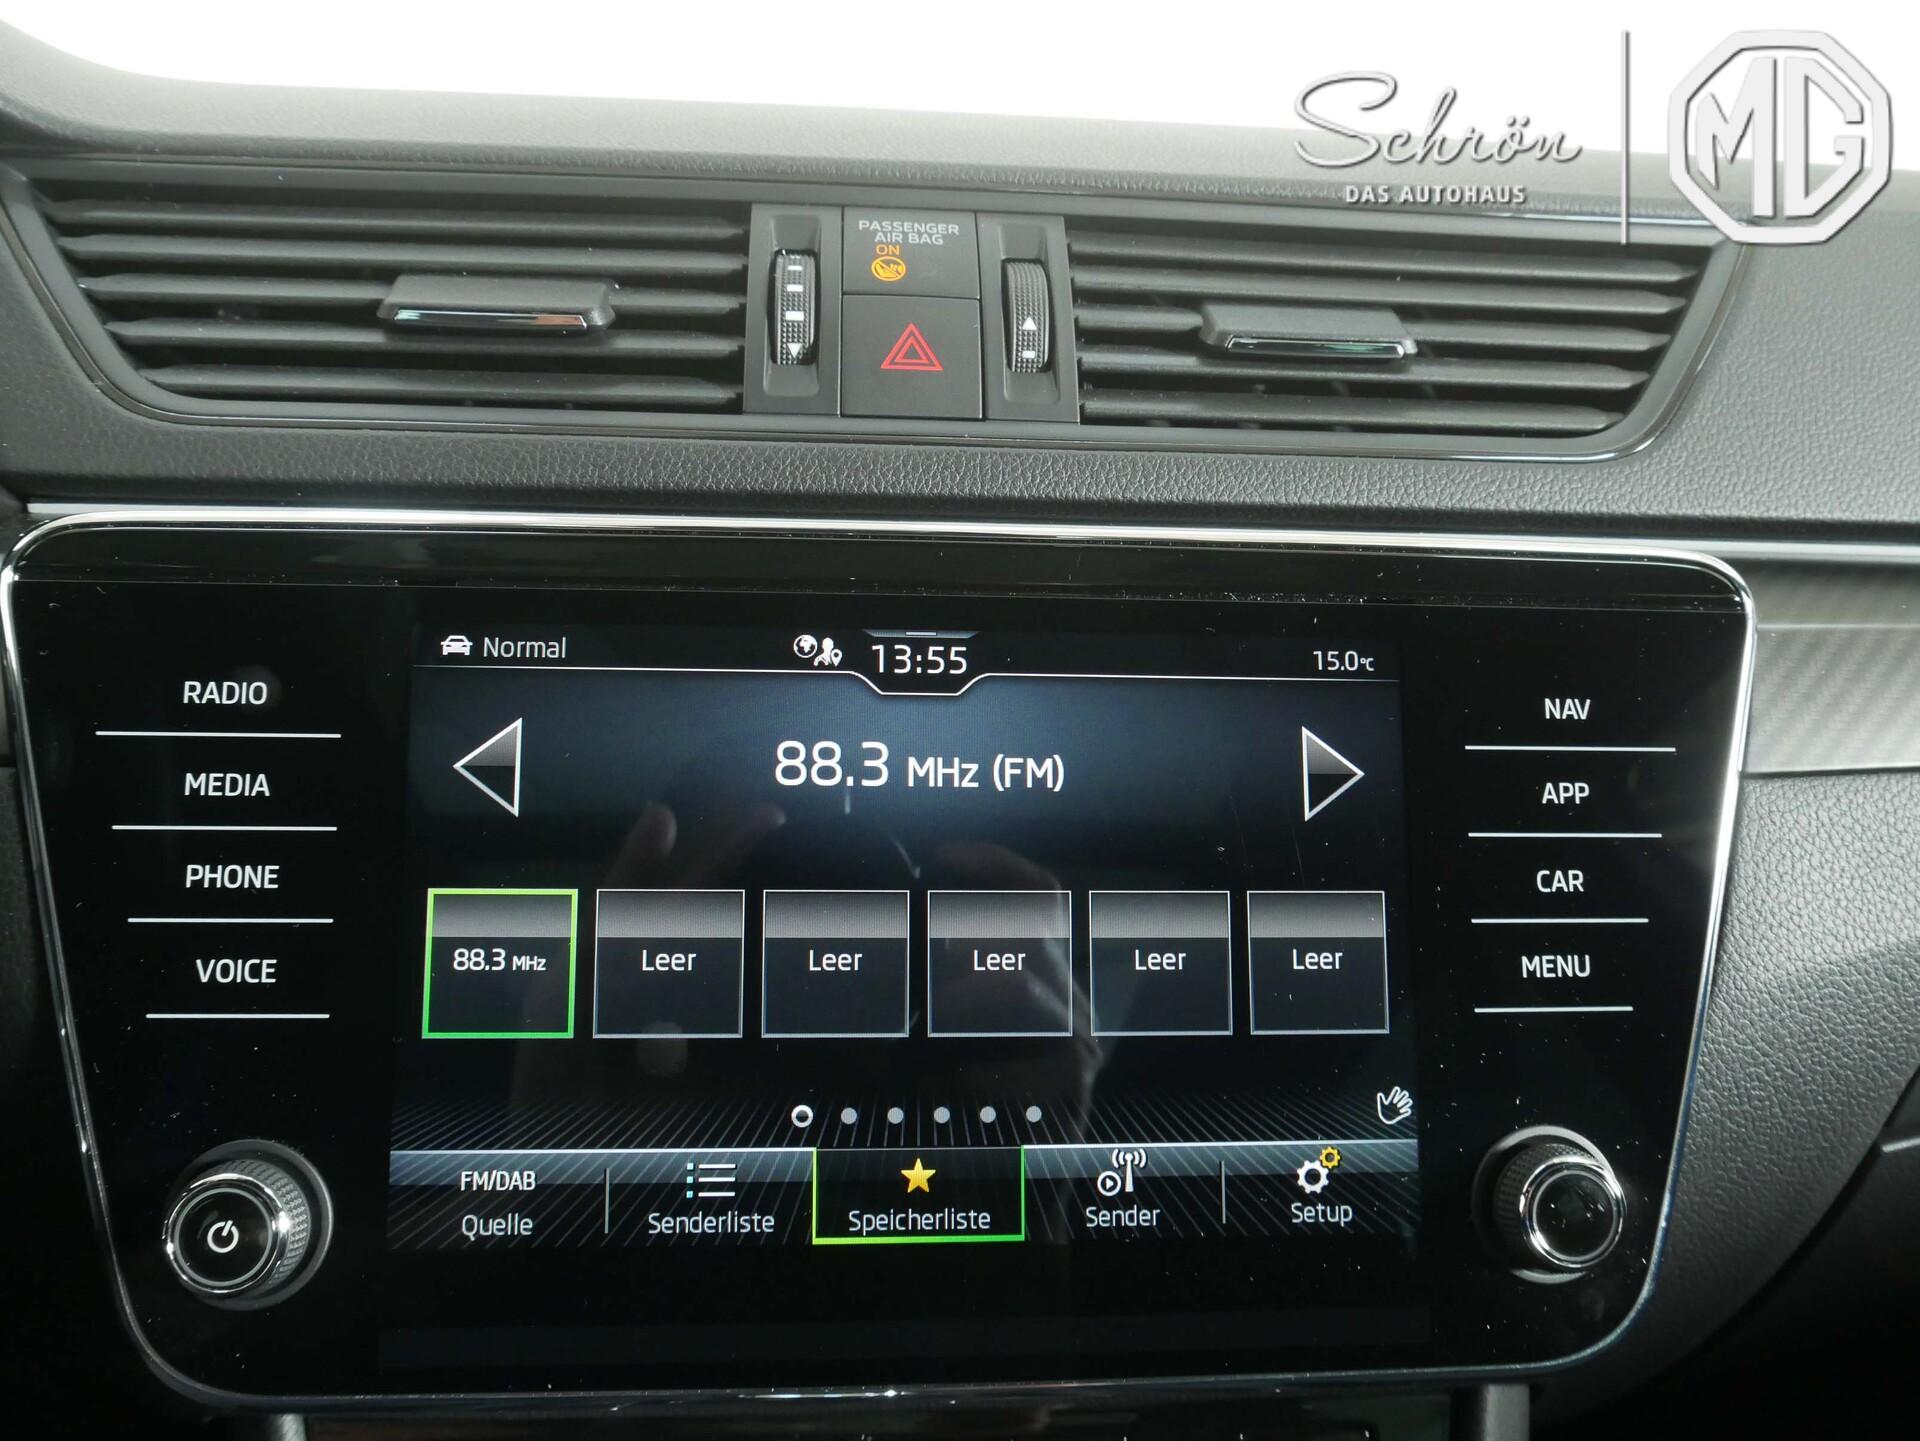 Schrön
DAS AUTOHAUS
MG
PASSENGER
AIR BAG
ON
Normal
13:55
15.0°C
RADIO
MEDIA
PHONE
VOICE
88.3 MHz (FM)
NAV
APP
CAR
MENU
88.3 MHz
Leer
Leer
Leer
Leer
Leer
FM/DAB
Quelle
Senderliste
Speicherliste
Sender
Setup